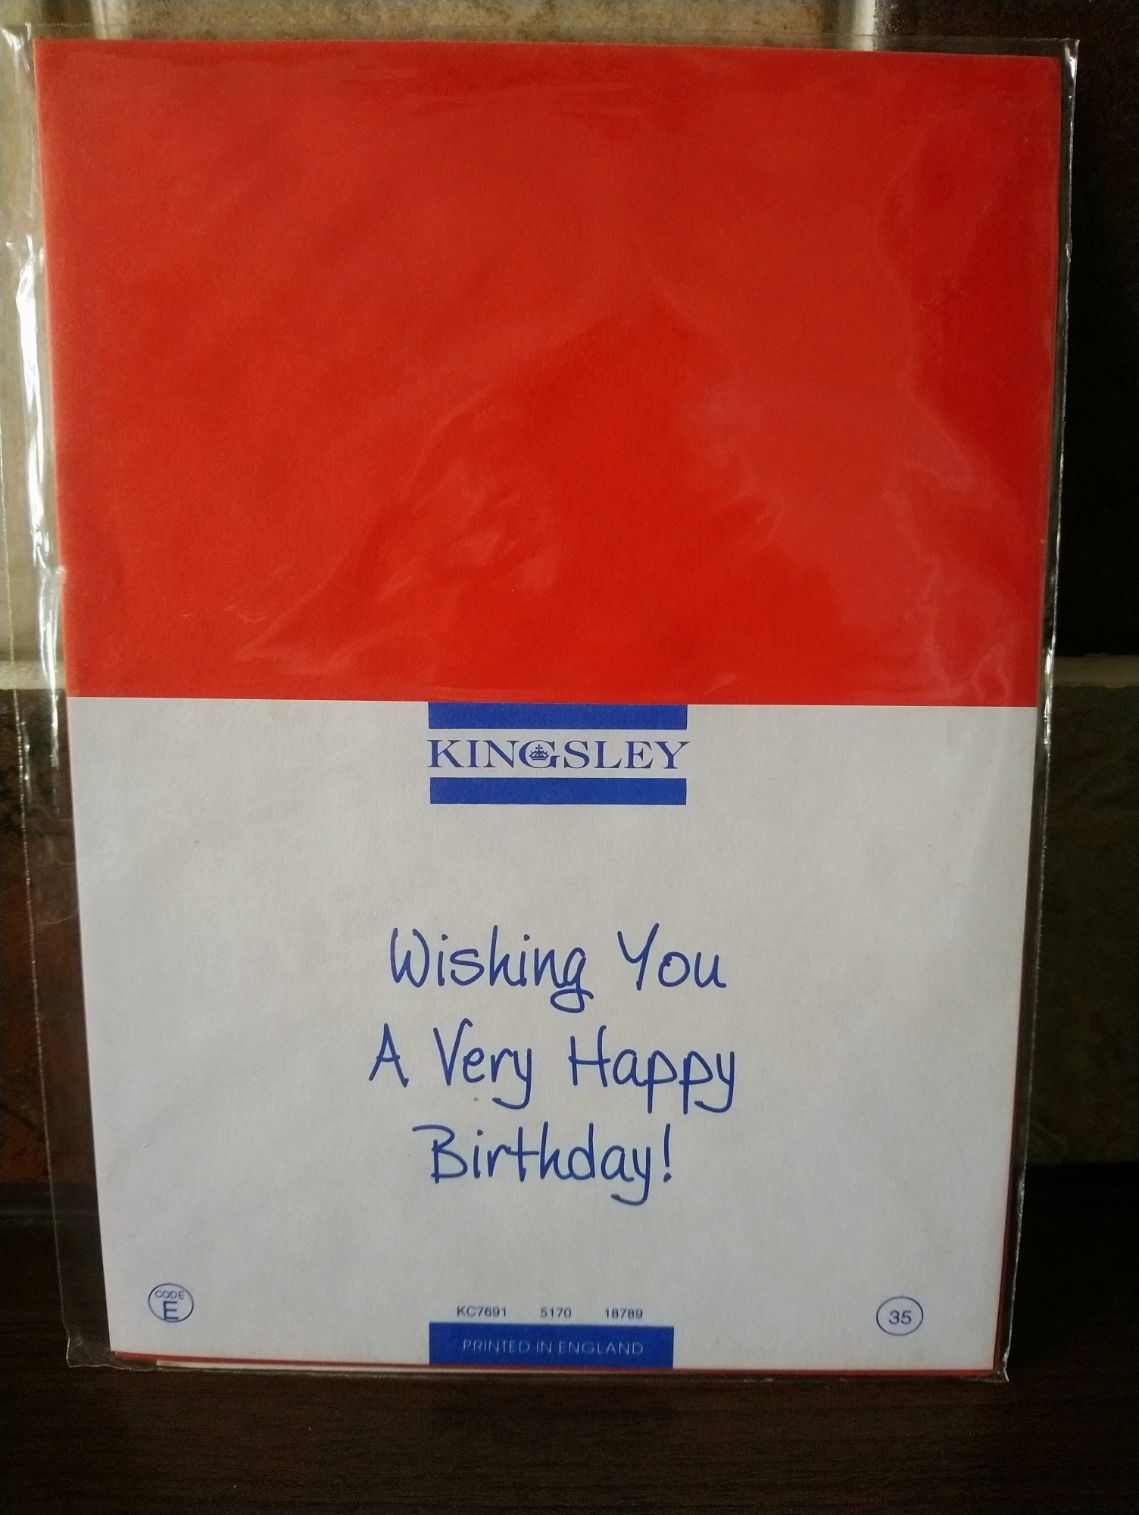 KINGSLEY
Wishing You
A Very Happy
Birthday!
CODE
E
KC7691 5170 18789
35
PRINTED IN ENGLAND